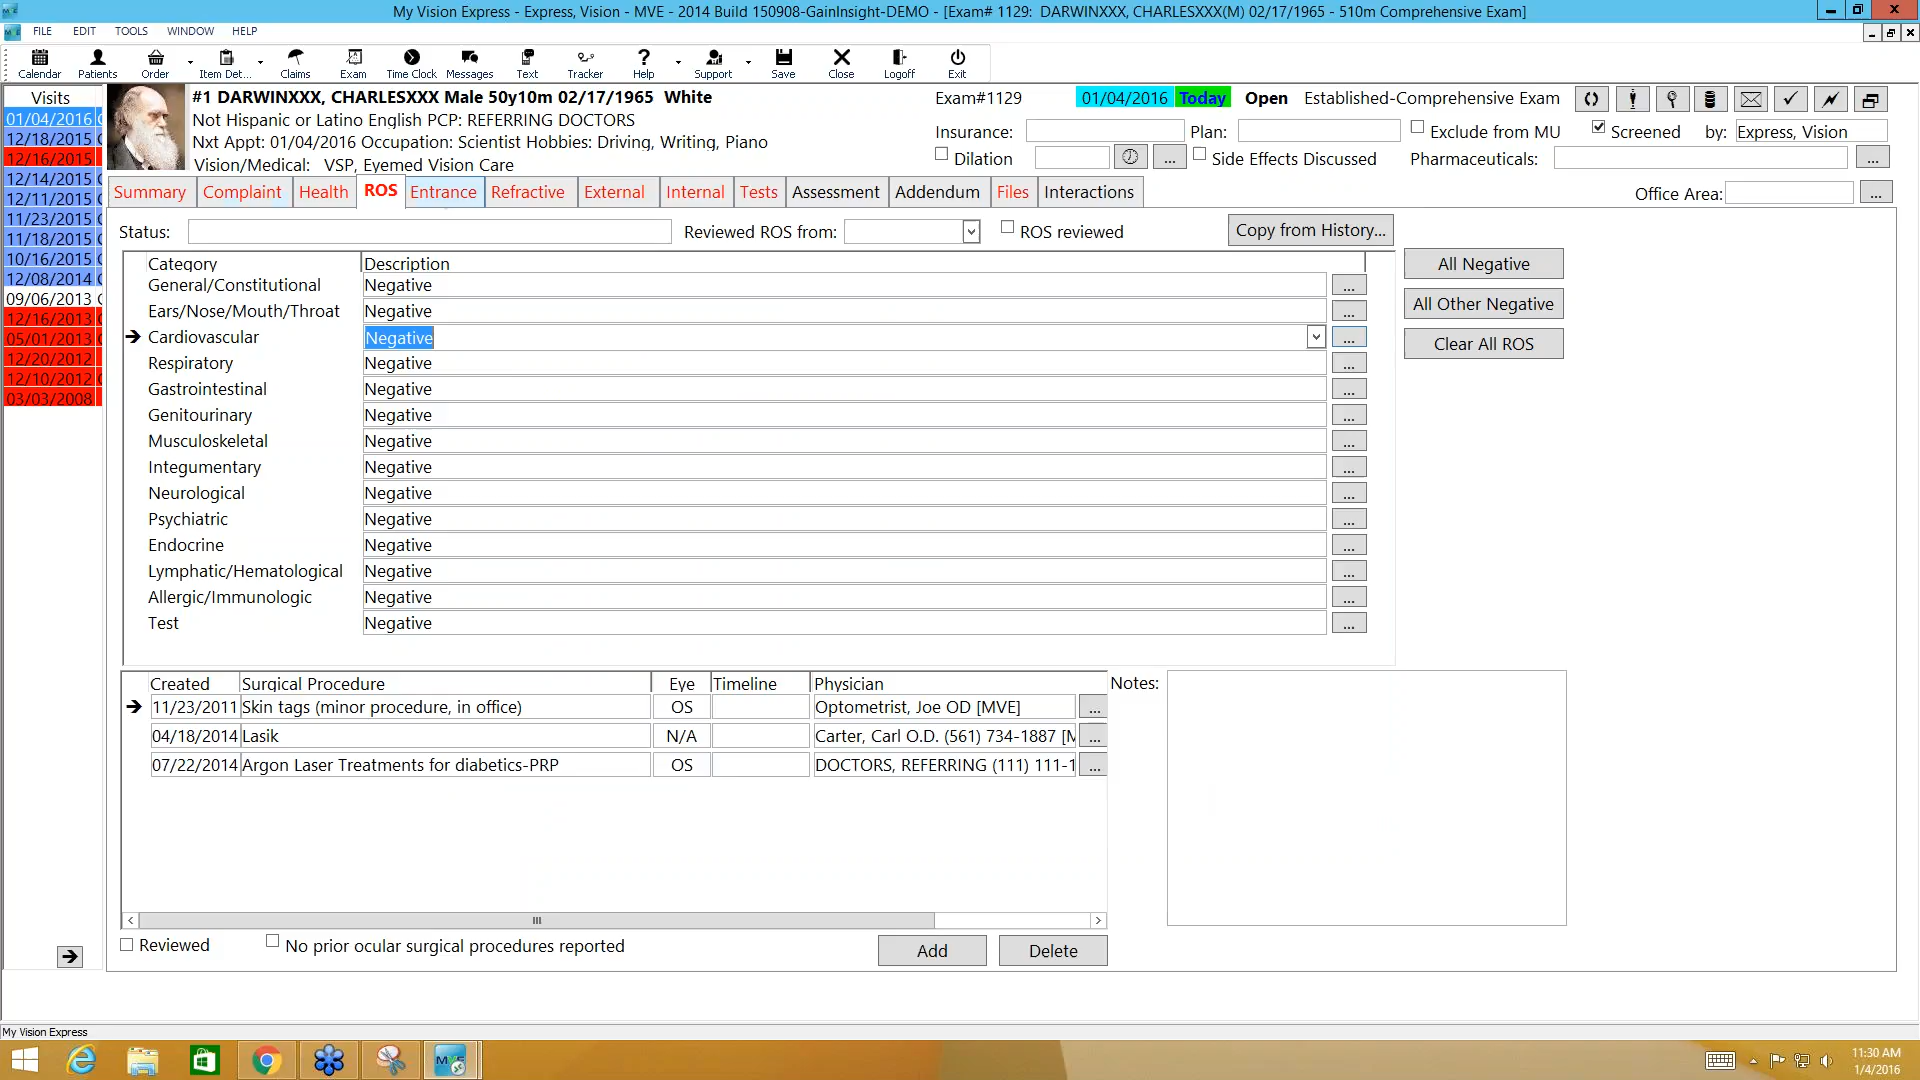 My Vision Express - Express, Vision - MVE - 2014 Build 150908-GainInsight-DEMO - [Exam# 1129: DARWINXXX, CHARLESXXX(M) 02/17/1965 - 510m Comprehensive Exam]
FILE EDIT TOOLS WINDOW HELP
Calendar Patients Order Item Det... Claims Exam Time Clock Messages Text Tracker Help Support Save Close Logoff Exit
Visits
01/04/2016 C
12/18/2015 C
12/16/2015
12/14/2015 C
12/11/2015 C
11/23/2015 C
11/18/2015 C
10/16/2015 C
12/08/2014 C
09/06/2013 C
12/16/2013 C
05/01/2013 C
12/20/2012 C
12/10/2012 C
03/03/2008
#1 DARWINXXX, CHARLESXXX Male 50y10m 02/17/1965 White
Not Hispanic or Latino English PCP: REFERRING DOCTORS
Nxt Appt: 01/04/2016 Occupation: Scientist Hobbies: Driving, Writing, Piano
Vision/Medical: VSP, Eyemed Vision Care
Exam#1129 01/04/2016 Today Open Established-Comprehensive Exam
Insurance: Plan: Exclude from MU Screened by: Express, Vision
Dilation ... Side Effects Discussed Pharmaceuticals: ...
Summary Complaint Health ROS Entrance Refractive External Internal Tests Assessment Addendum Files Interactions
Office Area: ...
Status: Reviewed ROS from: ROS reviewed Copy from History...
Category Description
General/Constitutional Negative ...
Ears/Nose/Mouth/Throat Negative ...
Cardiovascular Negative ...
Respiratory Negative ...
Gastrointestinal Negative ...
Genitourinary Negative ...
Musculoskeletal Negative ...
Integumentary Negative ...
Neurological Negative ...
Psychiatric Negative ...
Endocrine Negative ...
Lymphatic/Hematological Negative ...
Allergic/Immunologic Negative ...
Test Negative ...
All Negative
All Other Negative
Clear All ROS
Created Surgical Procedure Eye Timeline Physician
11/23/2011 Skin tags (minor procedure, in office) OS Optometrist, Joe OD [MVE] ...
04/18/2014 Lasik N/A Carter, Carl O.D. (561) 734-1887 [M ...
07/22/2014 Argon Laser Treatments for diabetics-PRP OS DOCTORS, REFERRING (111) 111-1 ...
Notes:
Reviewed No prior ocular surgical procedures reported Add Delete
My Vision Express
MVE
11:30 AM
1/4/2016